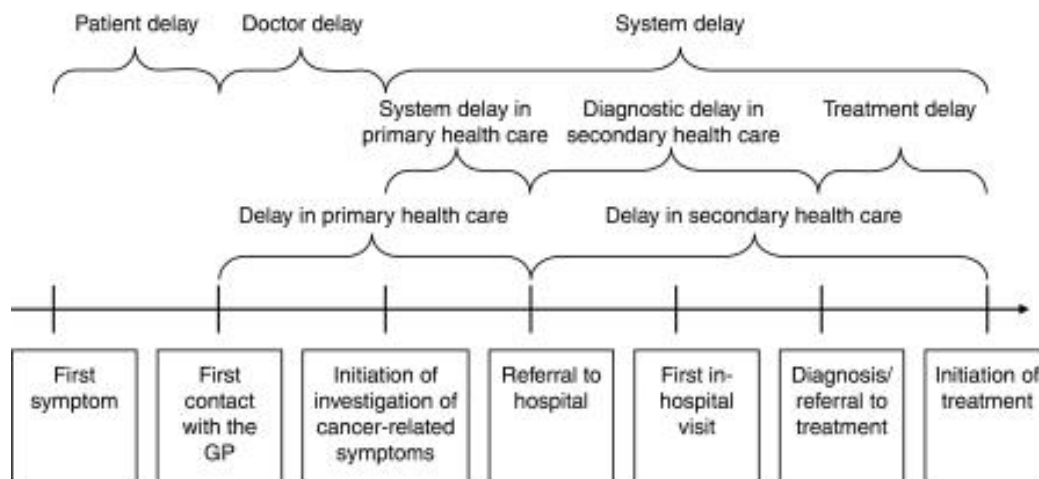 Patient delay
Doctor delay
System delay
System delay in
primary health care
Diagnostic delay in
secondary health care
Treatment delay
Delay in primary health care
Delay in secondary health care
First
symptom
First
contact
with the
GP
Initiation of
investigation of
cancer-related
symptoms
Referral to
hospital
First in-
hospital
visit
Diagnosis/
referral to
treatment
Initiation of
treatment